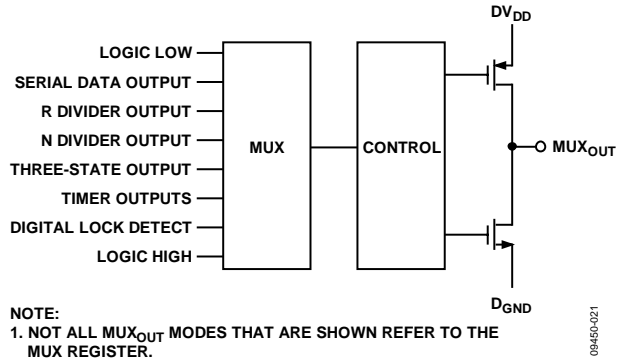 DVDD
LOGIC LOW
SERIAL DATA OUTPUT
R DIVIDER OUTPUT
N DIVIDER OUTPUT
THREE-STATE OUTPUT
TIMER OUTPUTS
DIGITAL LOCK DETECT
LOGIC HIGH
MUX
CONTROL
MUXOUT
DGND
NOTE:
1. NOT ALL MUXOUT MODES THAT ARE SHOWN REFER TO THE
MUX REGISTER.
09450-021